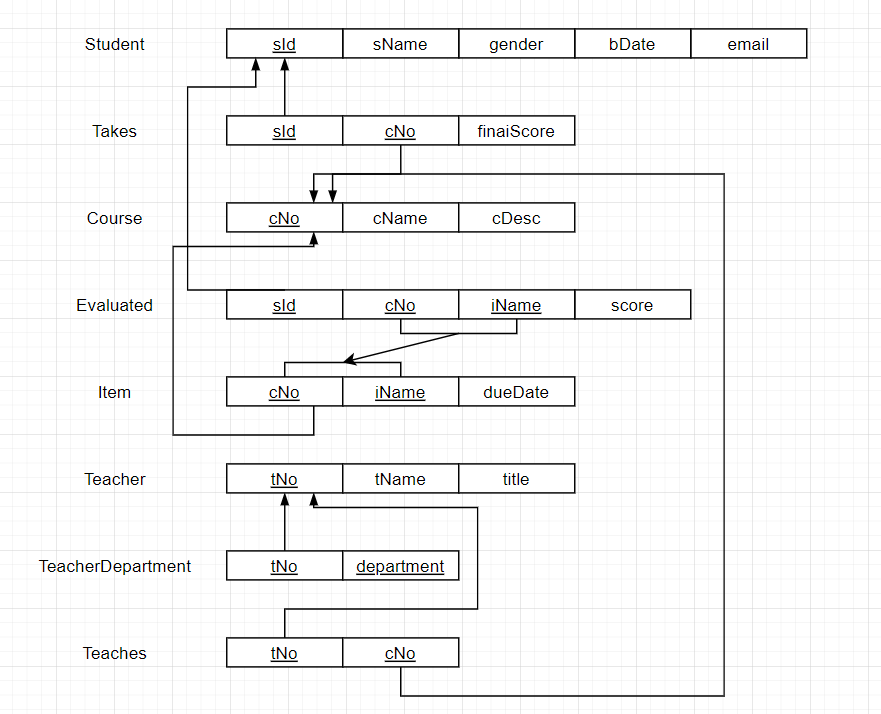 Student sId sName gender bDate email
Takes sId cNo finaiScore
Course cNo cName cDesc
Evaluated sId cNo iName score
Item cNo iName dueDate
Teacher tNo tName title
TeacherDepartment tNo department
Teaches tNo cNo